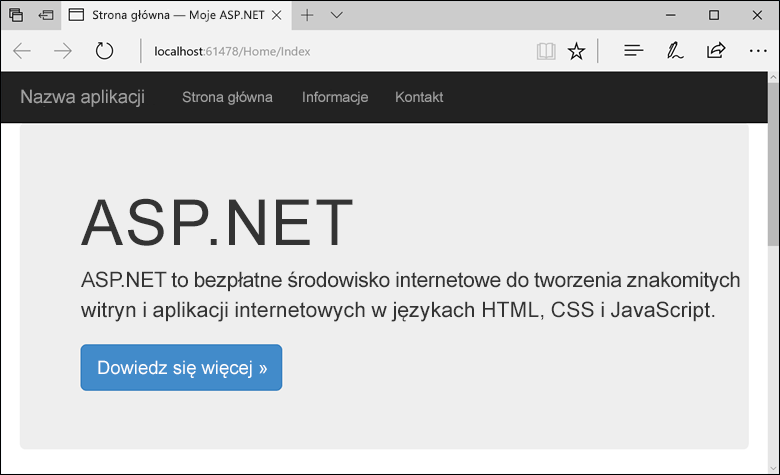 Strona główna — Moje ASP.NET
localhost:61478/Home/Index
Nazwa aplikacji Strona główna Informacje Kontakt
ASP.NET
ASP.NET to bezpłatne środowisko internetowe do tworzenia znakomitych
witryn i aplikacji internetowych w językach HTML, CSS i JavaScript.
Dowiedz się więcej »